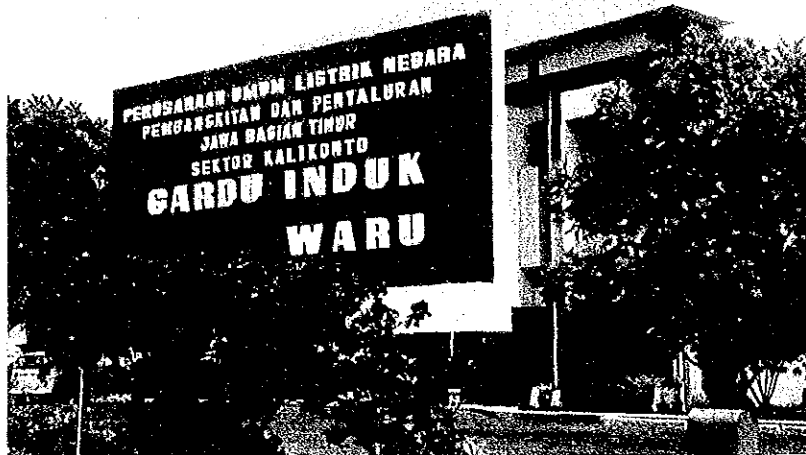 PERUSAHAAN UMUM LISTRIK NEGARA
PEMBANGKITAN DAN PENYALURAN
JAWA BAGIAN TIMUR
SEKTOR KALIKONTO
GARDU INDUK
WARU